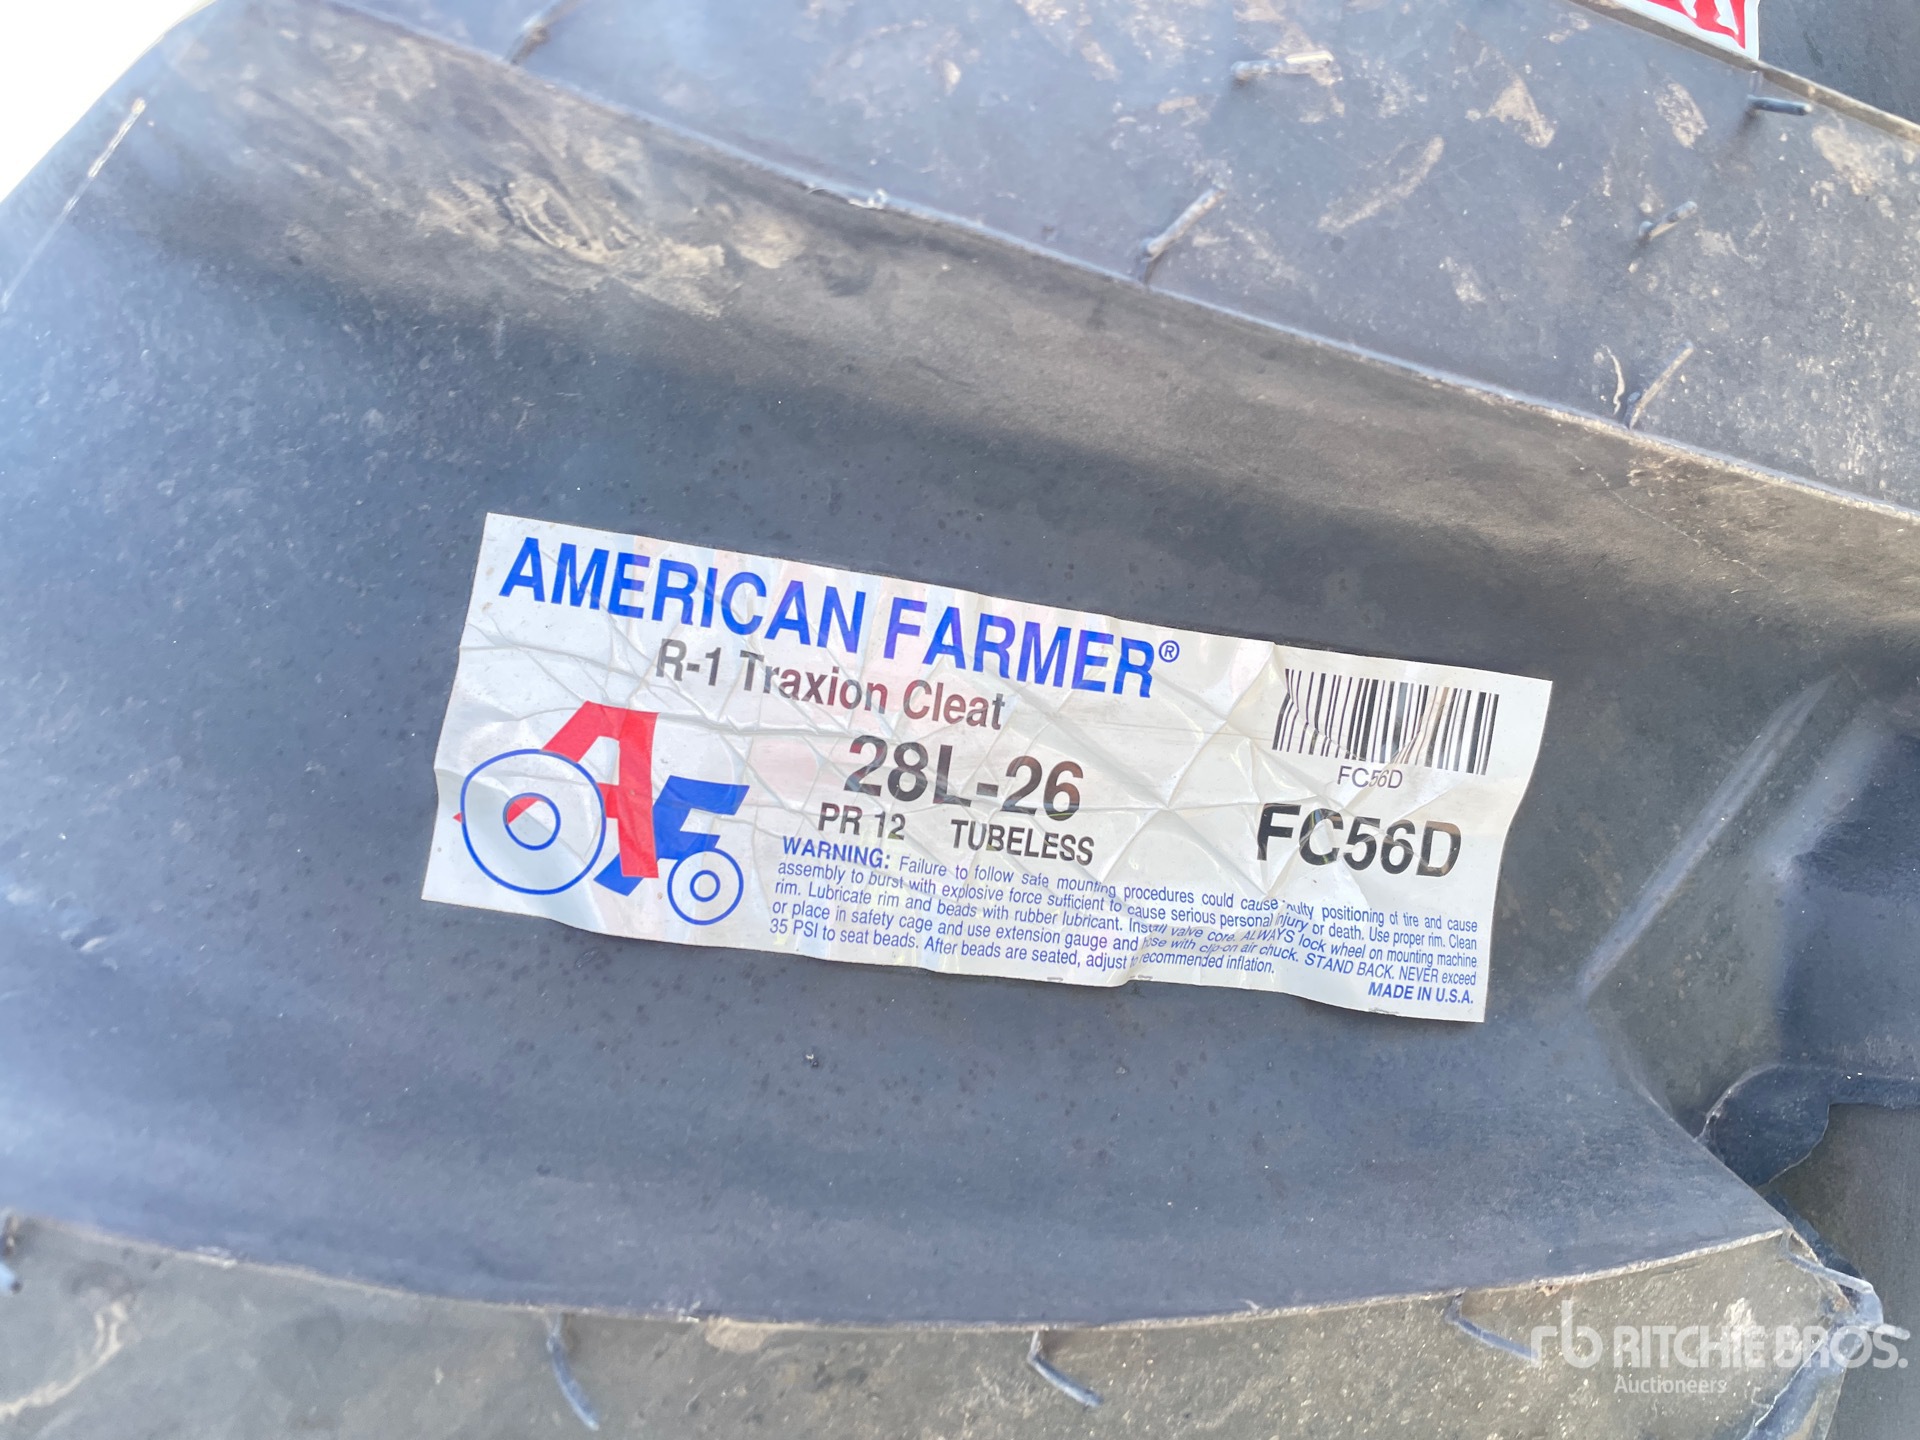 AMERICAN FARMER®
R-1 Traxion Cleat
28L-26
PR 12 TUBELESS
AF
FC56D
FC56D
WARNING: Failure to follow safe mounting procedures could cause faulty positioning of tire and cause
assembly to burst with explosive force sufficient to cause serious personal injury or death. Use proper rim. Clean
rim. Lubricate rim and beads with rubber lubricant. Install valve core. ALWAYS lock wheel on mounting machine
or place in safety cage and use extension gauge and hose with clip-on air chuck. STAND BACK. NEVER exceed
35 PSI to seat beads. After beads are seated, adjust to recommended inflation.
MADE IN U.S.A.
rb RITCHIE BROS.
Auctioneers